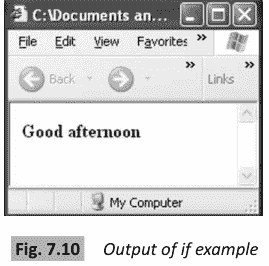 C:\Documents an...
File Edit View Favorites »
Back » Links
Good afternoon
My Computer
Fig. 7.10 Output of if example